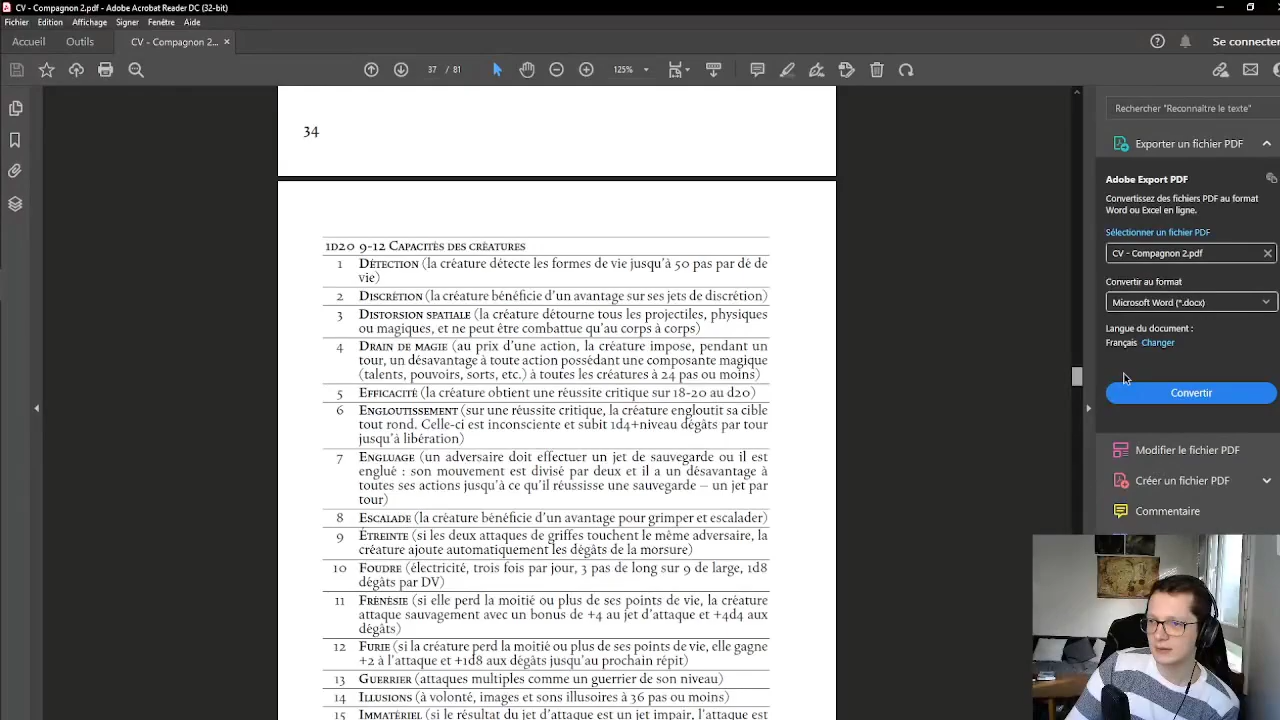 CV - Compagnon 2.pdf - Adobe Acrobat Reader DC (32-bit)
Fichier Edition Affichage Signer Fenêtre Aide
Accueil Outils CV - Compagnon 2... × Se connecter
37 / 81 125%
34
1D20 9-12 Capacités des créatures
1 Détection (la créature détecte les formes de vie jusqu'à 50 pas par dé de
vie)
2 Discrétion (la créature bénéficie d'un avantage sur ses jets de discrétion)
3 Distorsion spatiale (la créature détourne tous les projectiles, physiques
ou magiques, et ne peut être combattue qu'au corps à corps)
4 Drain de magie (au prix d'une action, la créature impose, pendant un
tour, un désavantage à toute action possédant une composante magique
(talents, pouvoirs, sorts, etc.) à toutes les créatures à 24 pas ou moins)
5 Efficacité (la créature obtient une réussite critique sur 18-20 au d20)
6 Engloutissement (sur une réussite critique, la créature engloutit sa cible
tout rond. Celle-ci est inconsciente et subit 1d4+niveau dégâts par tour
jusqu'à libération)
7 Engluage (un adversaire doit effectuer un jet de sauvegarde ou il est
englué : son mouvement est divisé par deux et il a un désavantage à
toutes ses actions jusqu'à ce qu'il réussisse une sauvegarde – un jet par
tour)
8 Escalade (la créature bénéficie d'un avantage pour grimper et escalader)
9 Étreinte (si les deux attaques de griffes touchent le même adversaire, la
créature ajoute automatiquement les dégâts de la morsure)
10 Foudre (électricité, trois fois par jour, 3 pas de long sur 9 de large, 1d8
dégâts par DV)
11 Frénésie (si elle perd la moitié ou plus de ses points de vie, la créature
attaque sauvagement avec un bonus de +4 au jet d'attaque et +4d4 aux
dégâts)
12 Furie (si la créature perd la moitié ou plus de ses points de vie, elle gagne
+2 à l'attaque et +1d8 aux dégâts jusqu'au prochain répit)
13 Guerrier (attaques multiples comme un guerrier de son niveau)
14 Illusions (à volonté, images et sons illusoires à 36 pas ou moins)
15 Immatériel (si le résultat du jet d'attaque est un jet impair, l'attaque est
Rechercher "Reconnaître le texte"
Exporter un fichier PDF
Adobe Export PDF
Convertissez des fichiers PDF au format
Word ou Excel en ligne.
Sélectionner un fichier PDF
CV - Compagnon 2.pdf ×
Convertir au format
Microsoft Word (*.docx)
Langue du document :
Français Changer
Convertir
Modifier le fichier PDF
Créer un fichier PDF
Commentaire